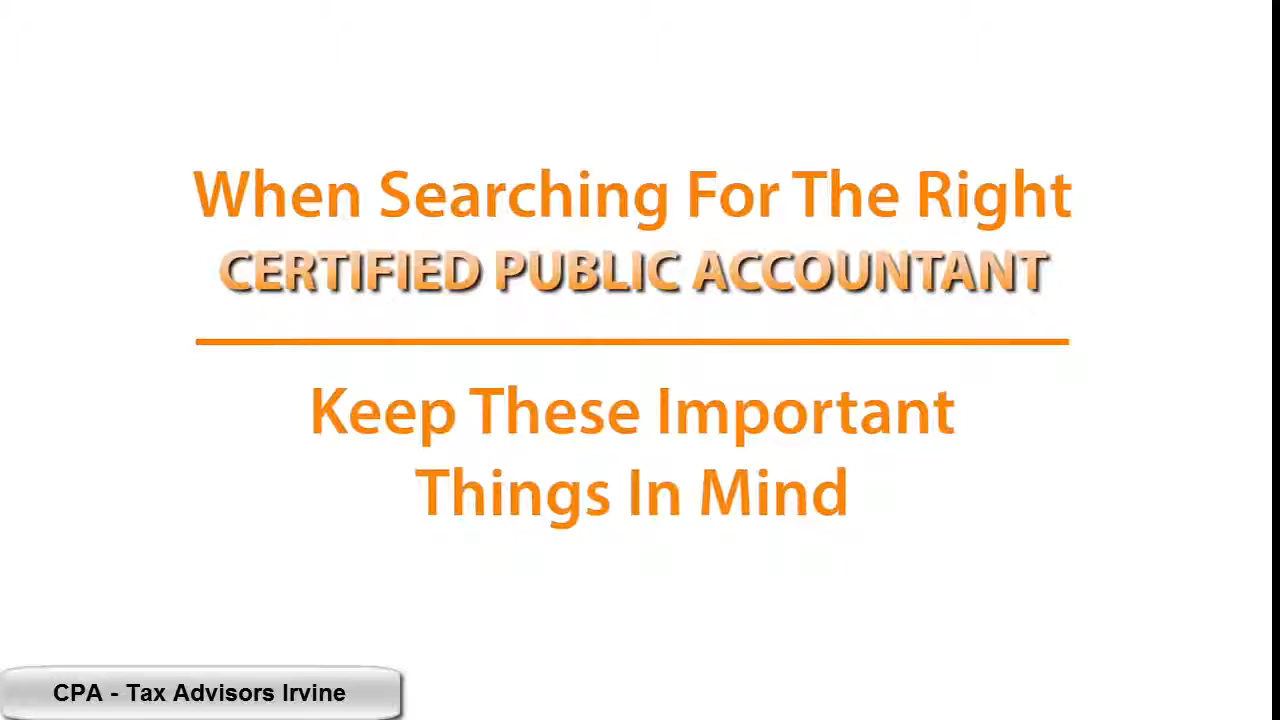 When Searching For The Right
CERTIFIED PUBLIC ACCOUNTANT
Keep These Important
Things In Mind
CPA - Tax Advisors Irvine